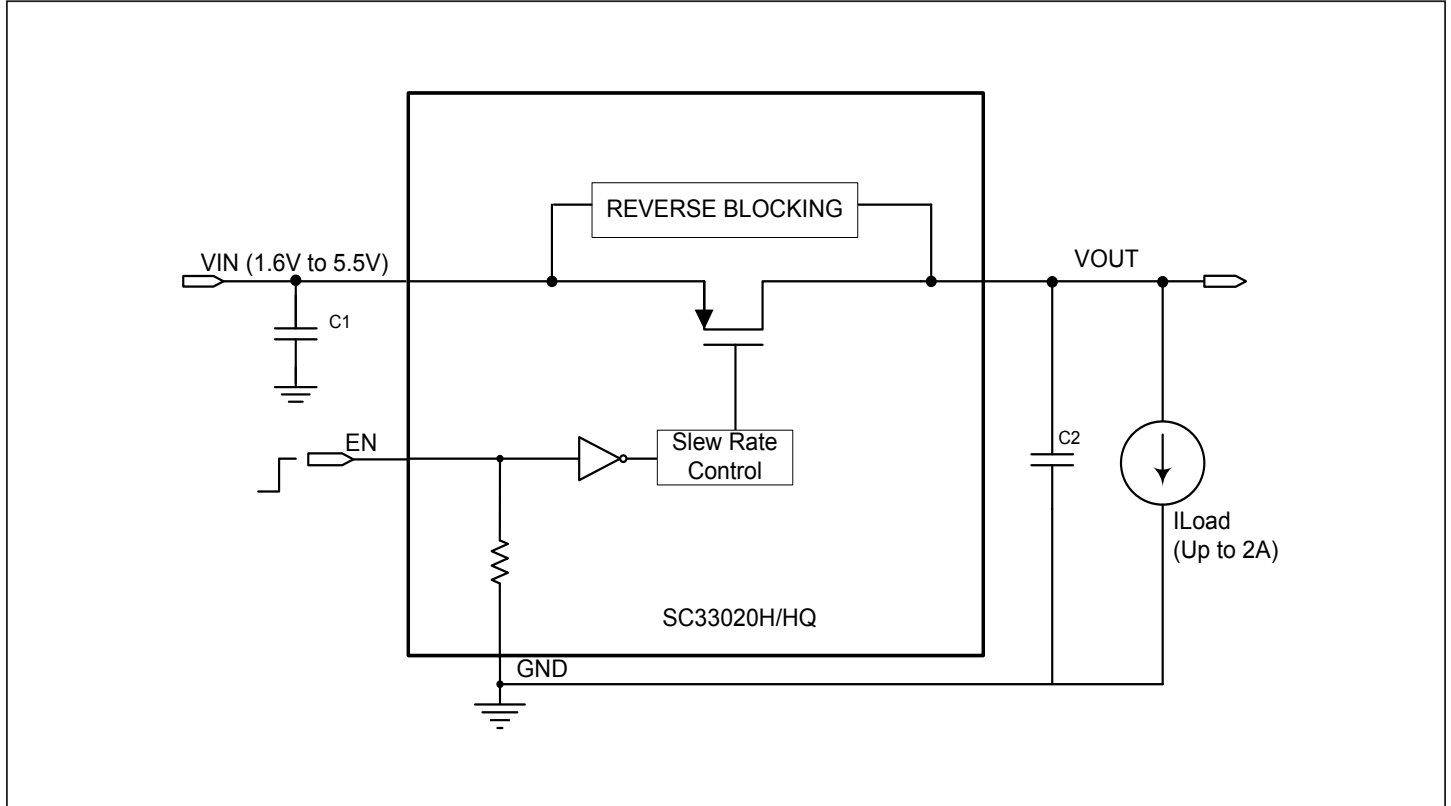 REVERSE BLOCKING
VIN (1.6V to 5.5V)
VOUT
C1
EN
Slew Rate
Control
C2
ILoad
(Up to 2A)
SC33020H/HQ
GND